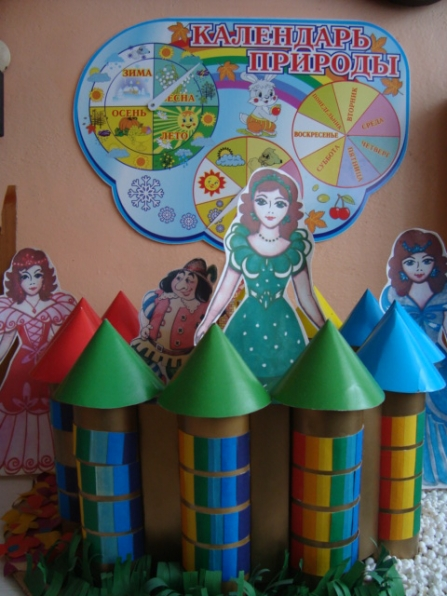 КАЛЕНДАРЬ
ПРИРОДЫ
ЗИМА
ВЕСНА
ОСЕНЬ
ЛЕТО
ПОНЕДЕЛЬНИК
ВТОРНИК
СРЕДА
ЧЕТВЕРГ
ПЯТНИЦА
СУББОТА
ВОСКРЕСЕНЬЕ